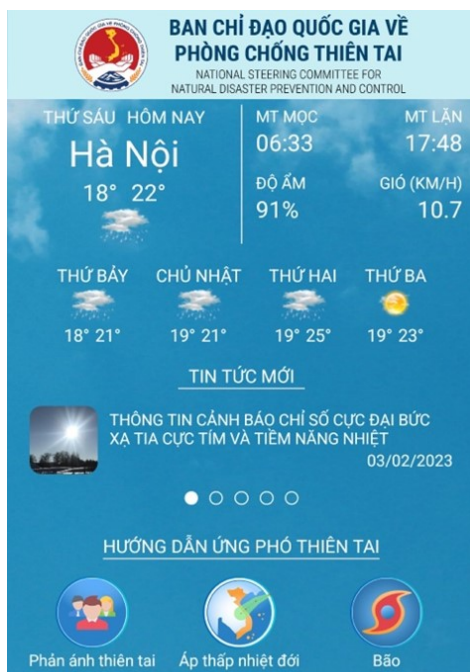 BAN CHỈ ĐẠO QUỐC GIA VỀ
PHÒNG CHỐNG THIÊN TAI
NATIONAL STEERING COMMITTEE FOR
NATURAL DISASTER PREVENTION AND CONTROL
THỨ SÁU HÔM NAY
Hà Nội
18° 22°
MT MỌC MT LẶN
06:33 17:48
ĐỘ ẨM GIÓ (KM/H)
91% 10.7
THỨ BẢY CHỦ NHẬT THỨ HAI THỨ BA
18° 21° 19° 21° 19° 25° 19° 23°
TIN TỨC MỚI
THÔNG TIN CẢNH BÁO CHỈ SỐ CỰC ĐẠI BỨC
XẠ TIA CỰC TÍM VÀ TIỀM NĂNG NHIỆT
03/02/2023
HƯỚNG DẪN ỨNG PHÓ THIÊN TAI
Phản ánh thiên tai Áp thấp nhiệt đới Bão